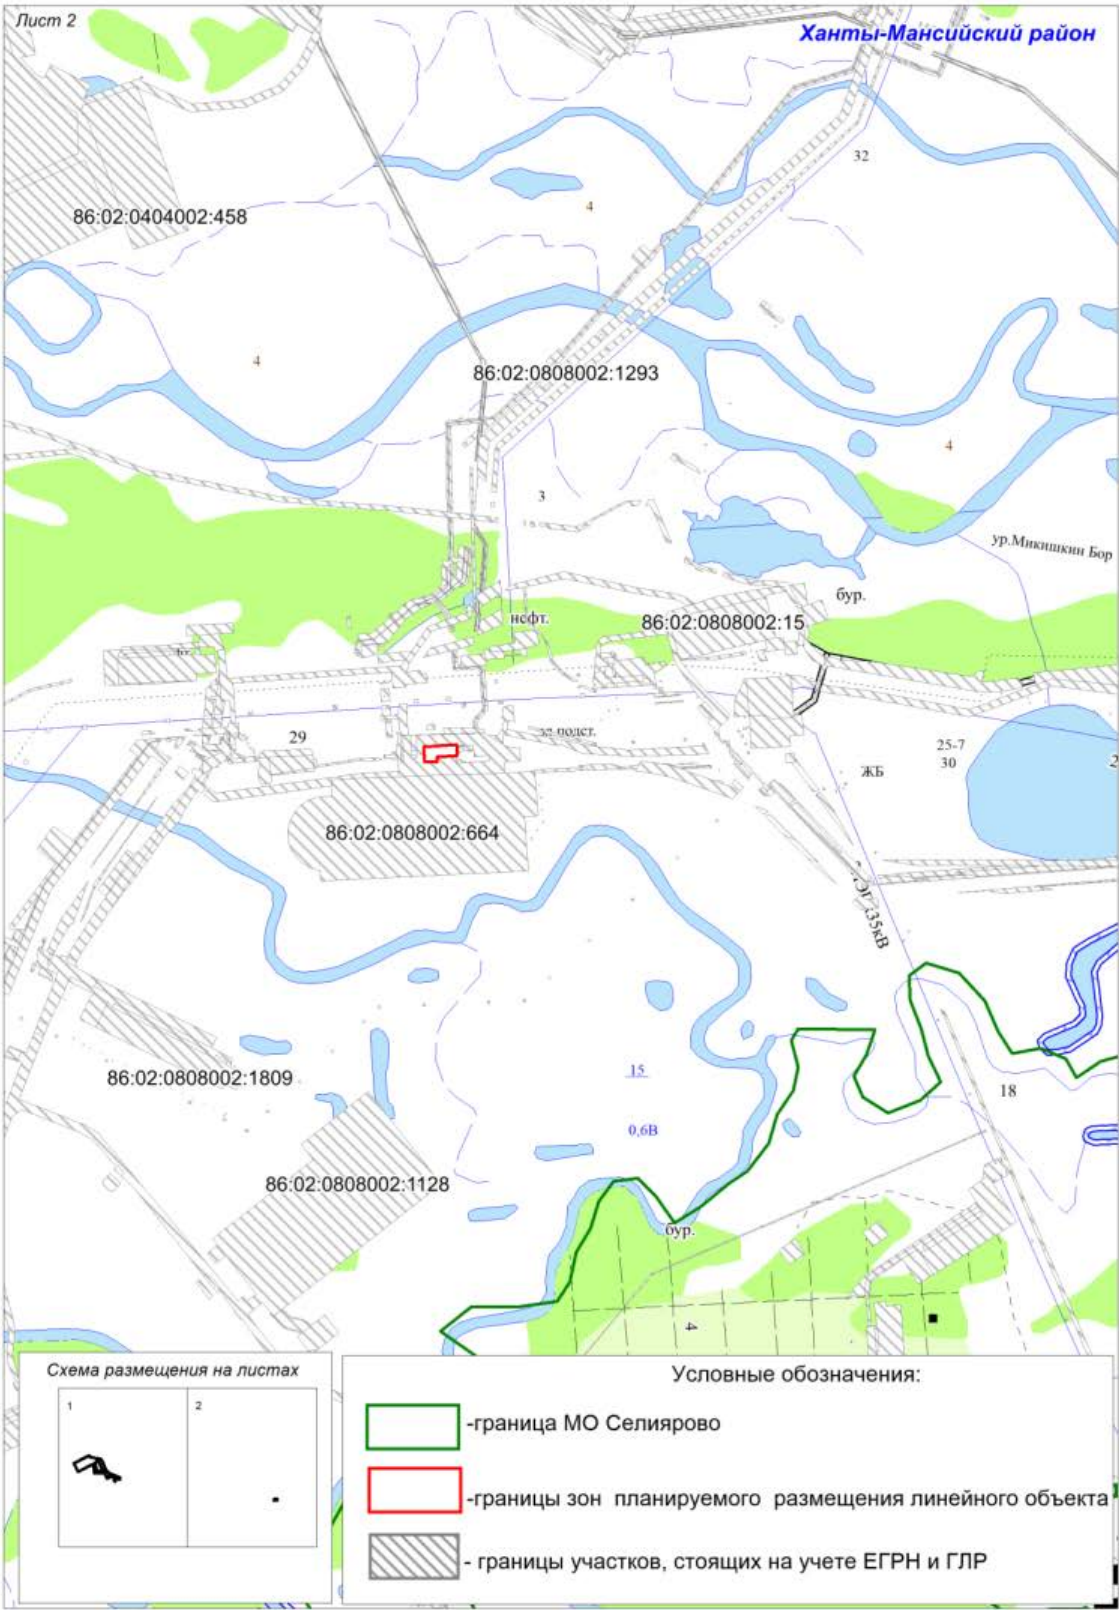 Лист 2
Ханты-Мансийский район
32
86:02:0404002:458
4
4
86:02:0808002:1293
4
3
ур.Микишкин Бор
бур.
нефт.
86:02:0808002:15
29
эл.подст.
25-7
30
ЖБ
2
86:02:0808002:664
35кВ
15
0,6В
86:02:0808002:1809
18
86:02:0808002:1128
бур.
4
Схема размещения на листах
1
2
Условные обозначения:
-граница МО Селиярово
-границы зон планируемого размещения линейного объекта
- границы участков, стоящих на учете ЕГРН и ГЛР